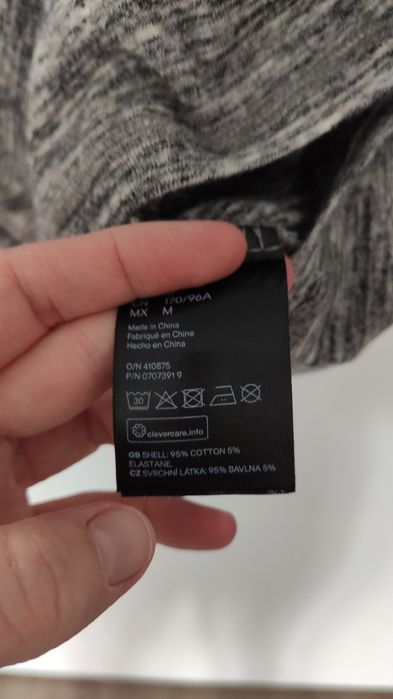 CN 170/96A
MX M
Made in China
Fabriqué en Chine
Hecho en China
O/N 410875
P/N 0707391 9
30
clevercare.info
GB SHELL: 95% COTTON 5%
ELASTANE,
CZ SVRCHNÍ LÁTKA: 95% BAVLNA 5%